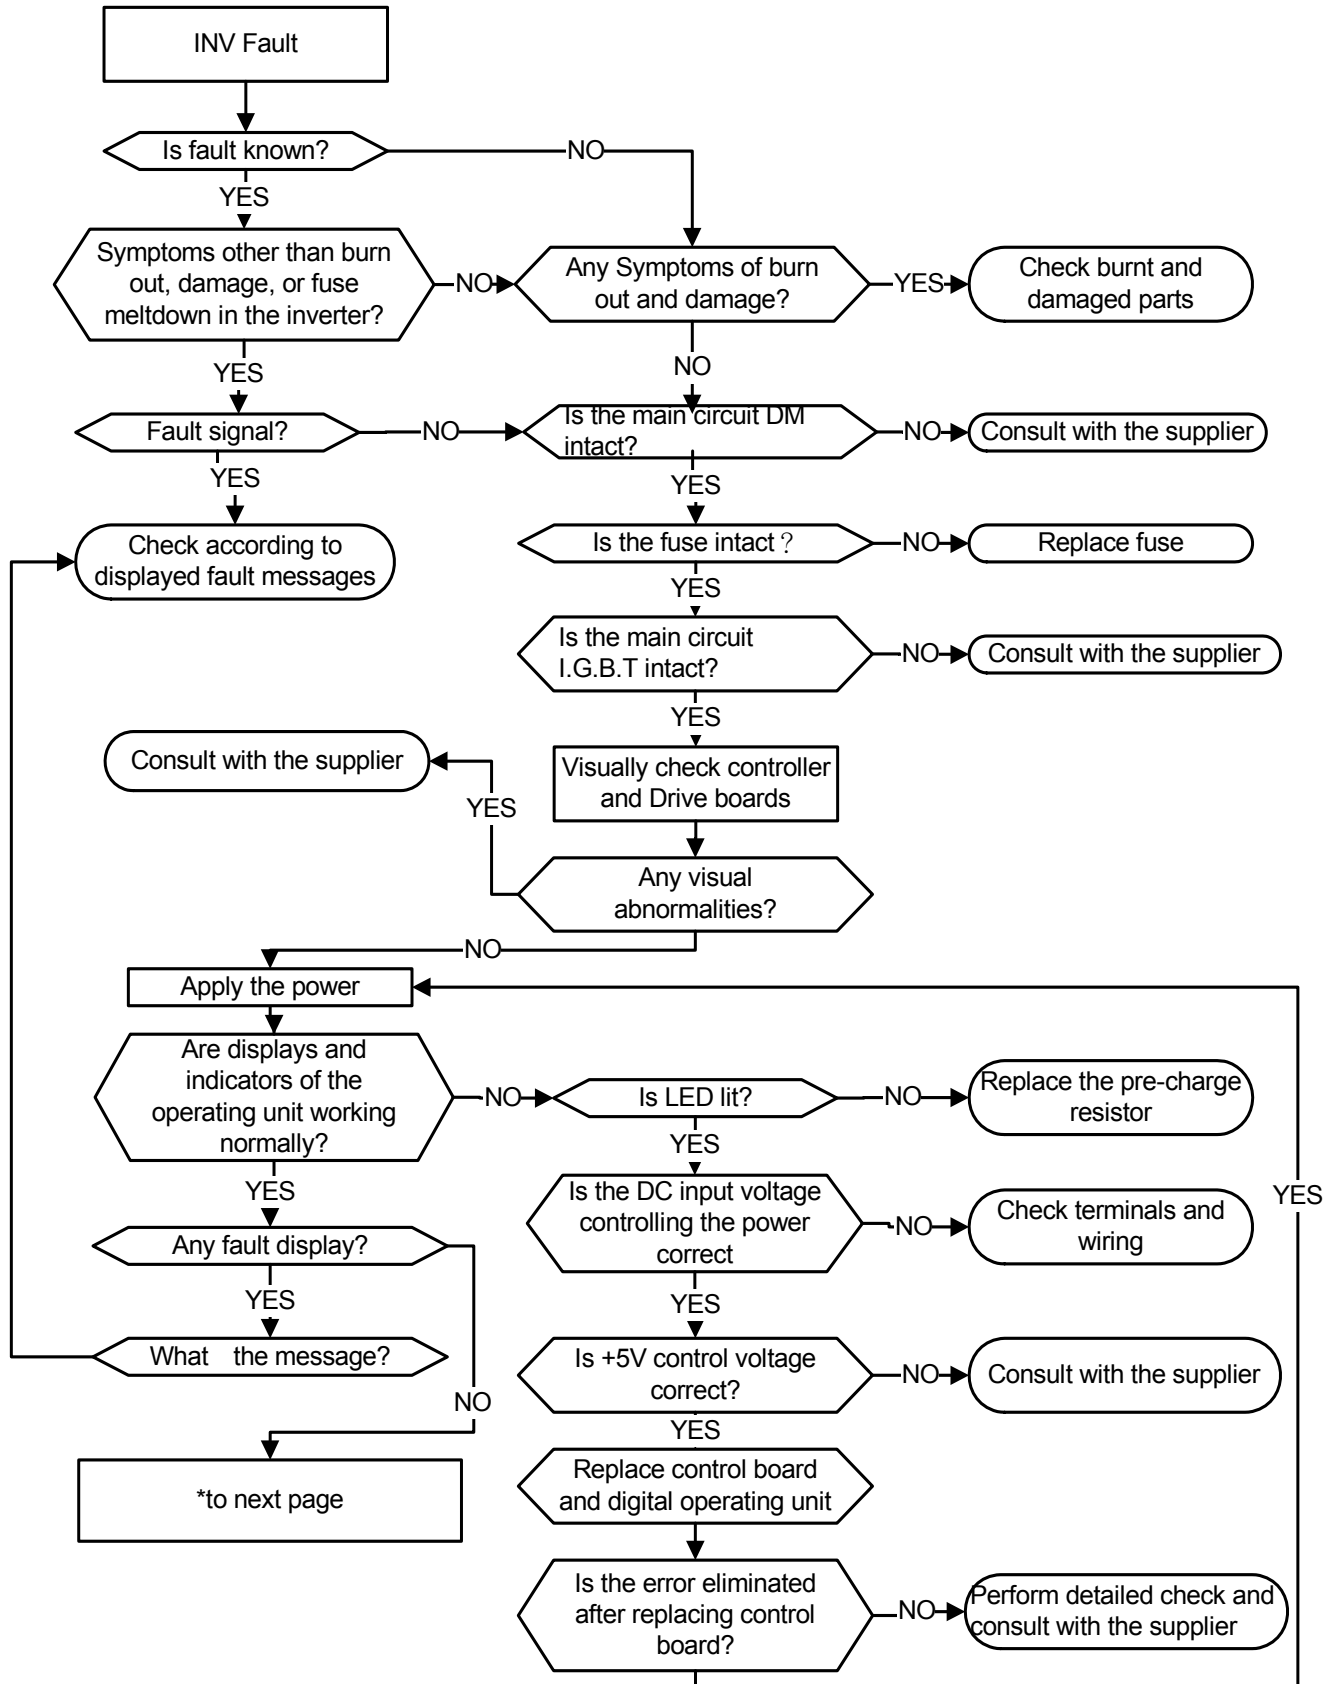 INV Fault
Is fault known?
NO
YES
Symptoms other than burn
out, damage, or fuse
meltdown in the inverter?
NO
Any Symptoms of burn
out and damage?
YES
Check burnt and
damaged parts
YES
NO
Fault signal?
NO
Is the main circuit DM
intact?
NO
Consult with the supplier
YES
YES
Check according to
displayed fault messages
Is the fuse intact？
NO
Replace fuse
YES
Is the main circuit
I.G.B.T intact?
NO
Consult with the supplier
YES
Consult with the supplier
Visually check controller
and Drive boards
YES
Any visual
abnormalities?
NO
Apply the power
Are displays and
indicators of the
operating unit working
normally?
NO
Is LED lit?
NO
Replace the pre-charge
resistor
YES
YES
Is the DC input voltage
controlling the power
correct
NO
Check terminals and
wiring
YES
Any fault display?
YES
YES
What the message?
Is +5V control voltage
correct?
NO
Consult with the supplier
NO
YES
*to next page
Replace control board
and digital operating unit
Is the error eliminated
after replacing control
board?
NO
Perform detailed check and
consult with the supplier